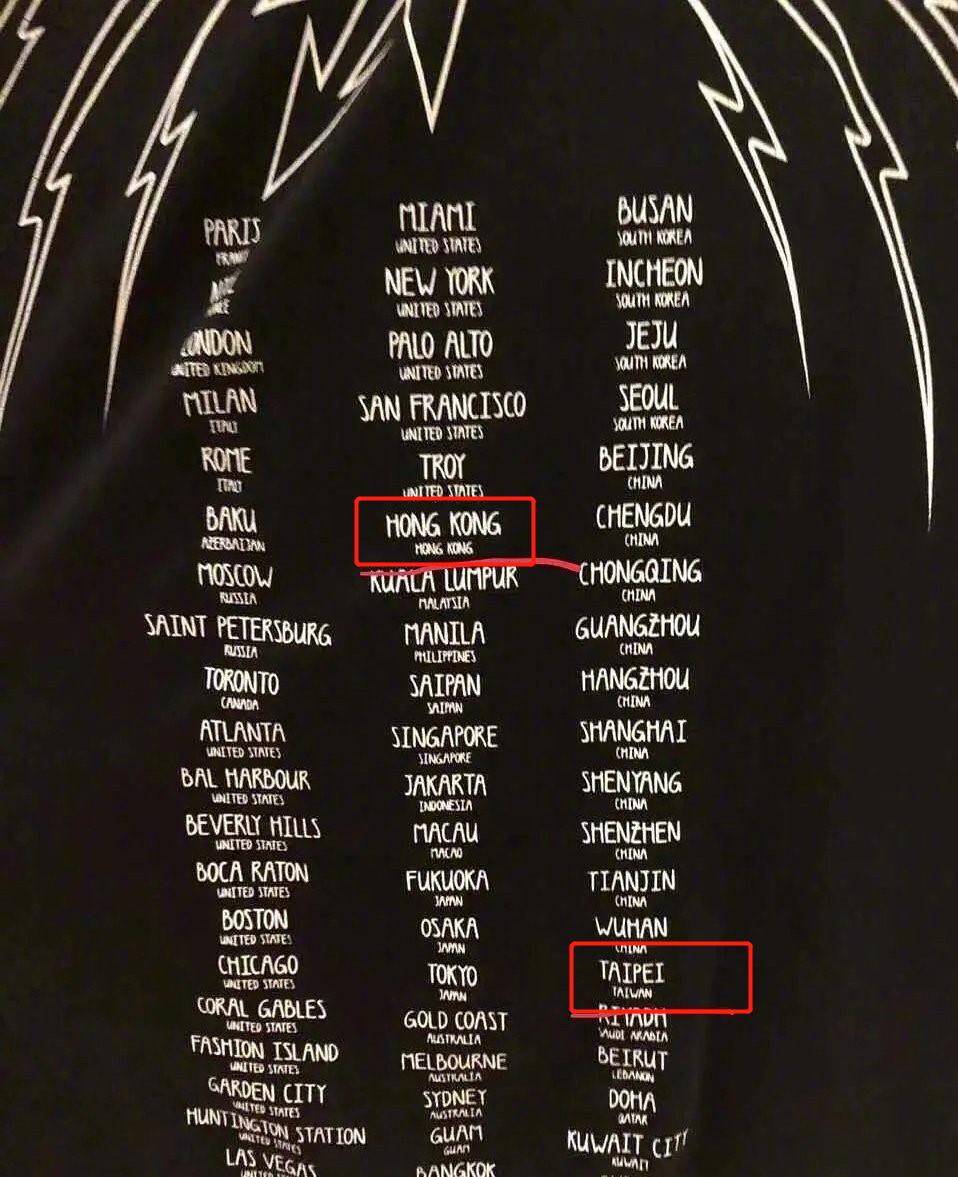 PARIS
LONDON
UNITED KINGDOM
MILAN
ITALY
ROME
ITALY
BAKU
AZERBAIJAN
MOSCOW
RUSSIA
SAINT PETERSBURG
RUSSIA
TORONTO
CANADA
ATLANTA
UNITED STATES
BAL HARBOUR
UNITED STATES
BEVERLY HILLS
UNITED STATES
BOCA RATON
UNITED STATES
BOSTON
UNITED STATES
CHICAGO
UNITED STATES
CORAL GABLES
UNITED STATES
FASHION ISLAND
UNITED STATES
GARDEN CITY
UNITED STATES
HUNTINGTON STATION
UNITED STATES
LAS VEGAS
UNITED STATES
MIAMI
UNITED STATES
NEW YORK
UNITED STATES
PALO ALTO
UNITED STATES
SAN FRANCISCO
UNITED STATES
TROY
UNITED STATES
HONG KONG
HONG KONG
KUALA LUMPUR
MALAYSIA
MANILA
PHILIPPINES
SAIPAN
SAIPAN
SINGAPORE
SINGAPORE
JAKARTA
INDONESIA
MACAU
MACAO
FUKUOKA
JAPAN
OSAKA
JAPAN
TOKYO
JAPAN
GOLD COAST
AUSTRALIA
MELBOURNE
AUSTRALIA
SYDNEY
AUSTRALIA
GUAM
GUAM
BANGKOK
BUSAN
SOUTH KOREA
INCHEON
SOUTH KOREA
JEJU
SOUTH KOREA
SEOUL
SOUTH KOREA
BEIJING
CHINA
CHENGDU
CHINA
CHONGQING
CHINA
GUANGZHOU
CHINA
HANGZHOU
CHINA
SHANGHAI
CHINA
SHENYANG
CHINA
SHENZHEN
CHINA
TIANJIN
CHINA
WUHAN
CHINA
TAIPEI
TAIWAN
RIYADH
SAUDI ARABIA
BEIRUT
LEBANON
DOHA
QATAR
KUWAIT CITY
KUWAIT